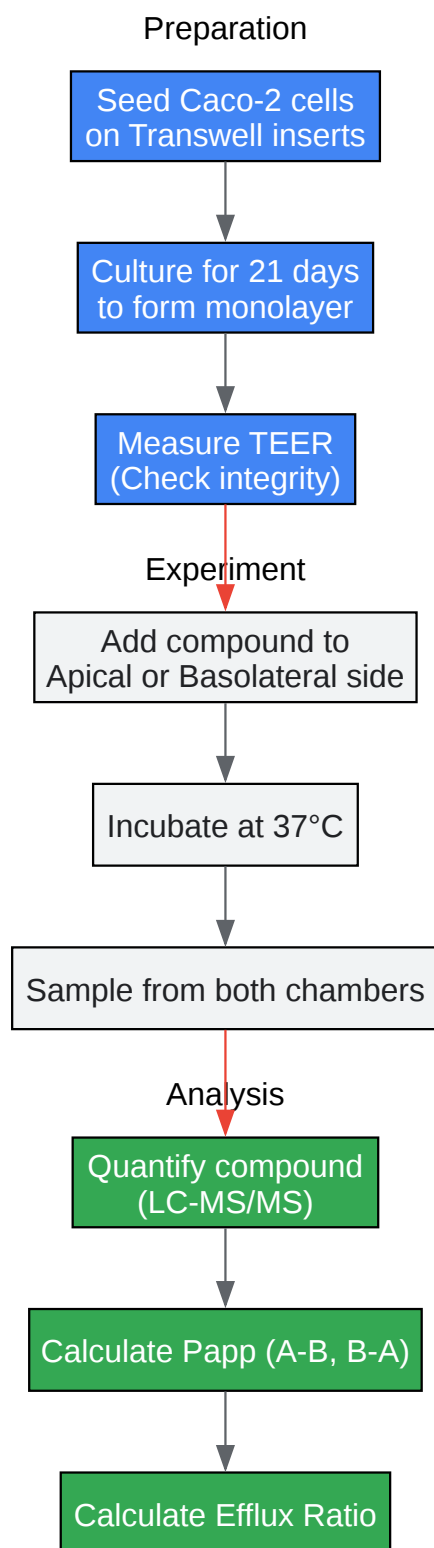 Preparation
Seed Caco-2 cells
on Transwell inserts
Culture for 21 days
to form monolayer
Measure TEER
(Check integrity)
Experiment
Add compound to
Apical or Basolateral side
Incubate at 37°C
Sample from both chambers
Analysis
Quantify compound
(LC-MS/MS)
Calculate Papp (A-B, B-A)
Calculate Efflux Ratio